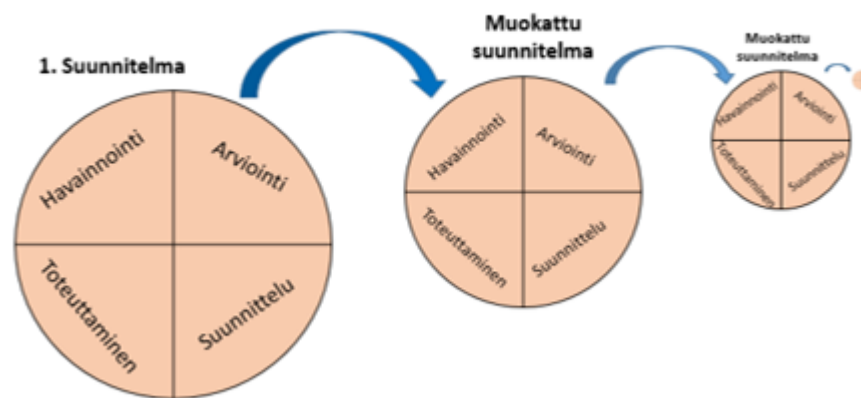 1. Suunnitelma
Havainnointi
Arviointi
Toteuttaminen
Suunnittelu
Muokattu
suunnitelma
Havainnointi
Arviointi
Toteuttaminen
Suunnittelu
Muokattu
suunnitelma
Havainnointi
Arviointi
Toteuttaminen
Suunnittelu